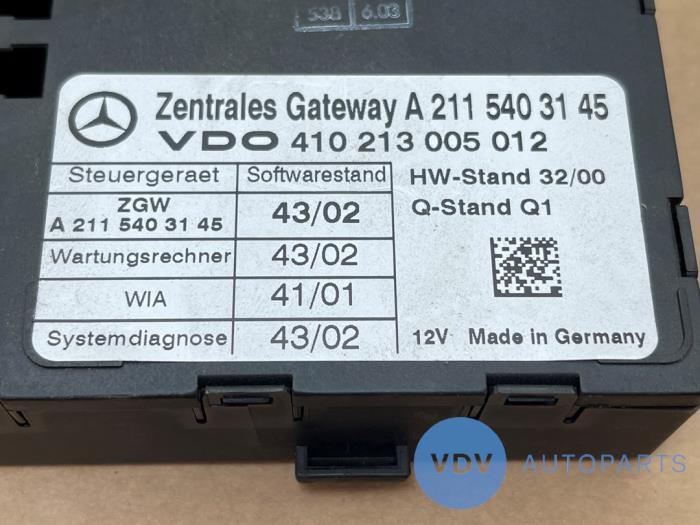 538 6.03
Zentrales Gateway A 211 540 31 45
VDO 410 213 005 012
Steuergeraet Softwarestand HW-Stand 32/00
ZGW
A 211 540 31 45 43/02 Q-Stand Q1
Wartungsrechner 43/02
WIA 41/01
Systemdiagnose 43/02 12V Made in Germany
VDV AUTOPARTS